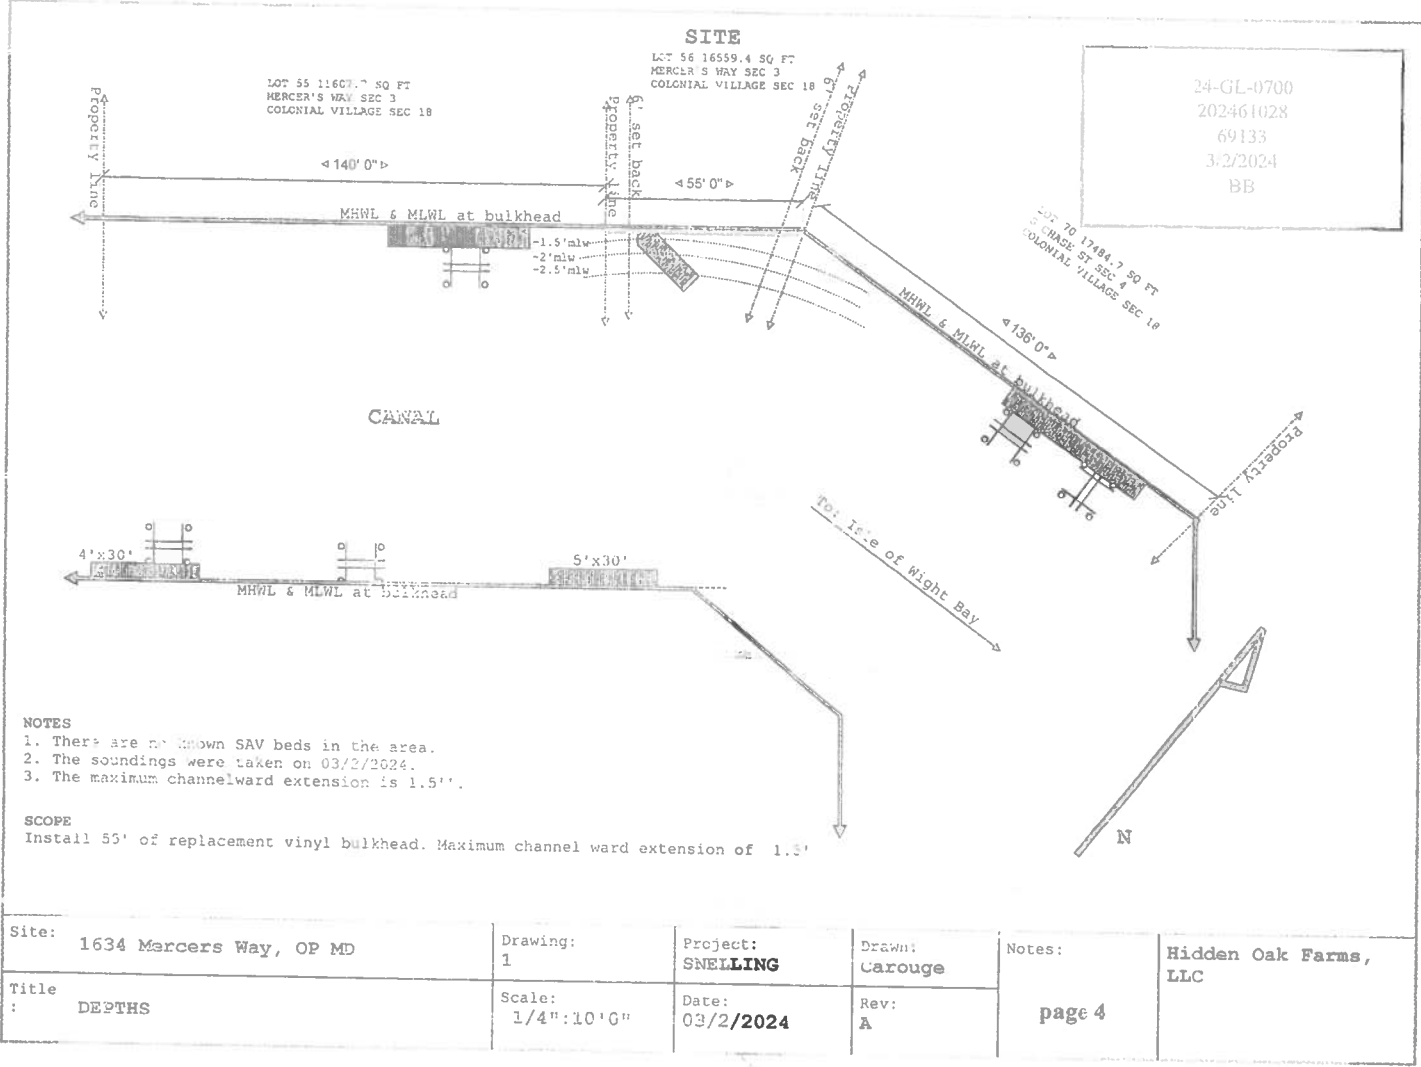 SITE
LOT 56 16559.4 SQ FT
MERCER'S WAY SEC 3
COLONIAL VILLAGE SEC 18
LOT 55 SQ FT
MERCER'S WAY SEC 3
COLONIAL VILLAGE SEC 18
24-GL-0700
202461028
69133
3/2/2024
BB
Property line
Property line
6' set back
6' set back
Property line
140' 0"
55' 0"
MHWL & MLWL at bulkhead
-1.5'mlw
-2'mlw
-2.5'mlw
LOT 70 17484.7 SQ FT
CHASE ST SEC 4
COLONIAL VILLAGE SEC 18
136' 0"
MHWL & MLWL at bulkhead
Property line
CANAL
To: Isle of Wight Bay
4'x30'
5'x30'
MHWL & MLWL at bulkhead
N
NOTES
1. There are no known SAV beds in the area.
2. The soundings were taken on 03/2/2024.
3. The maximum channelward extension is 1.5''.
SCOPE
Install 55' of replacement vinyl bulkhead. Maximum channel ward extension of 1.5'
Site: 1634 Mercers Way, OP MD
Drawing:
1
Project:
SNELLING
Drawn:
Carouge
Notes:
page 4
Hidden Oak Farms,
LLC
Title
: DEPTHS
Scale:
1/4":10'0"
Date:
03/2/2024
Rev:
A